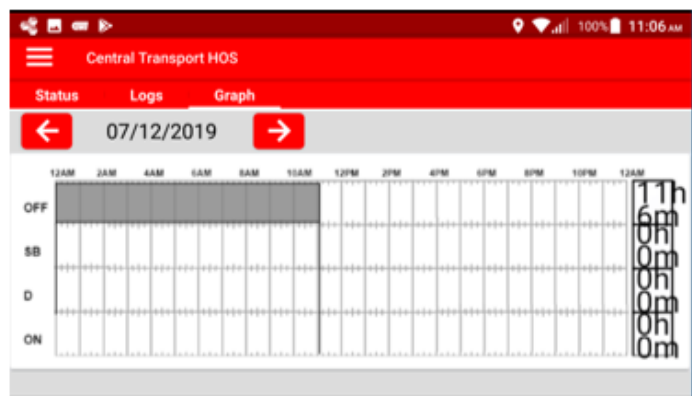 100% 11:06 AM
Central Transport HOS
Status Logs Graph
07/12/2019
12AM 2AM 4AM 6AM 8AM 10AM 12PM 2PM 4PM 6PM 8PM 10PM 12AM
OFF 11h 6m
SB 0h 0m
D 0h 0m
ON 0h 0m